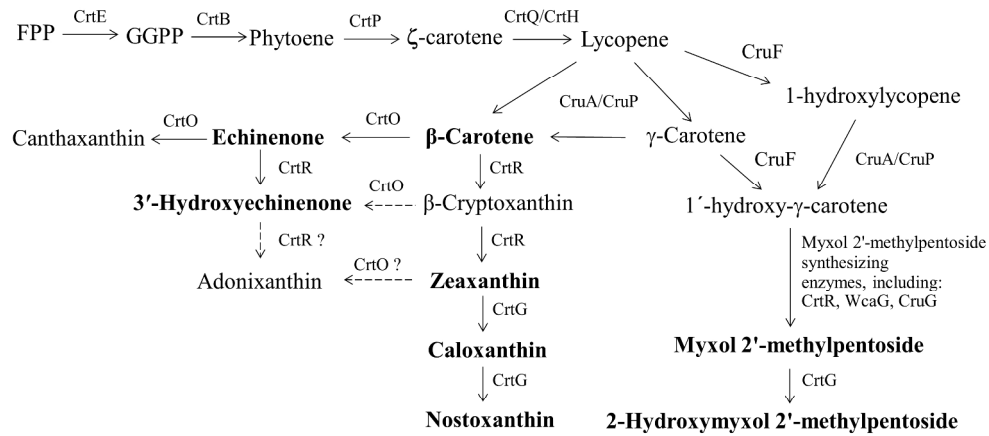 CrtE CrtB CrtP CrtQ/CrtH
FPP GGPP Phytoene ζ-carotene Lycopene
CruF
1-hydroxylycopene
CruA/CruP
CrtO CrtO
Canthaxanthin Echinenone β-Carotene γ-Carotene
CrtR CrtR CruF CruA/CruP
CrtO
3′-Hydroxyechinenone β-Cryptoxanthin 1´-hydroxy-γ-carotene
CrtR ? CrtR
CrtO ?
Adonixanthin Zeaxanthin
Myxol 2'-methylpentoside
synthesizing
enzymes, including:
CrtR, WcaG, CruG
CrtG
Caloxanthin Myxol 2'-methylpentoside
CrtG CrtG
Nostoxanthin 2-Hydroxymyxol 2'-methylpentoside